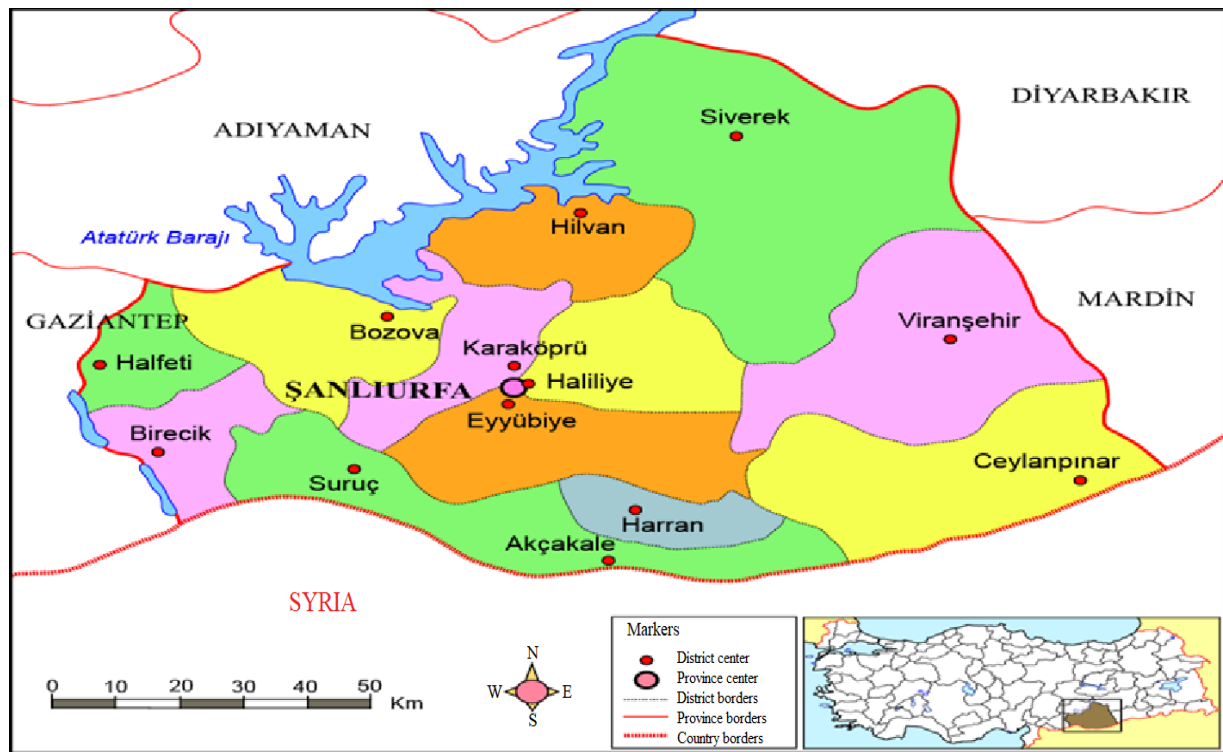 DİYARBAKIR
Siverek
ADIYAMAN
Hilvan
Atatürk Barajı
MARDİN
GAZİANTEP
Viranşehir
Bozova
Karaköprü
Halfeti
ŞANLIURFA
Haliliye
Eyyübiye
Birecik
Ceylanpınar
Suruç
Harran
Akçakale
SYRIA
Markers
District center
Province center
District borders
Province borders
Country borders
N
W E
S
0 10 20 30 40 50
Km